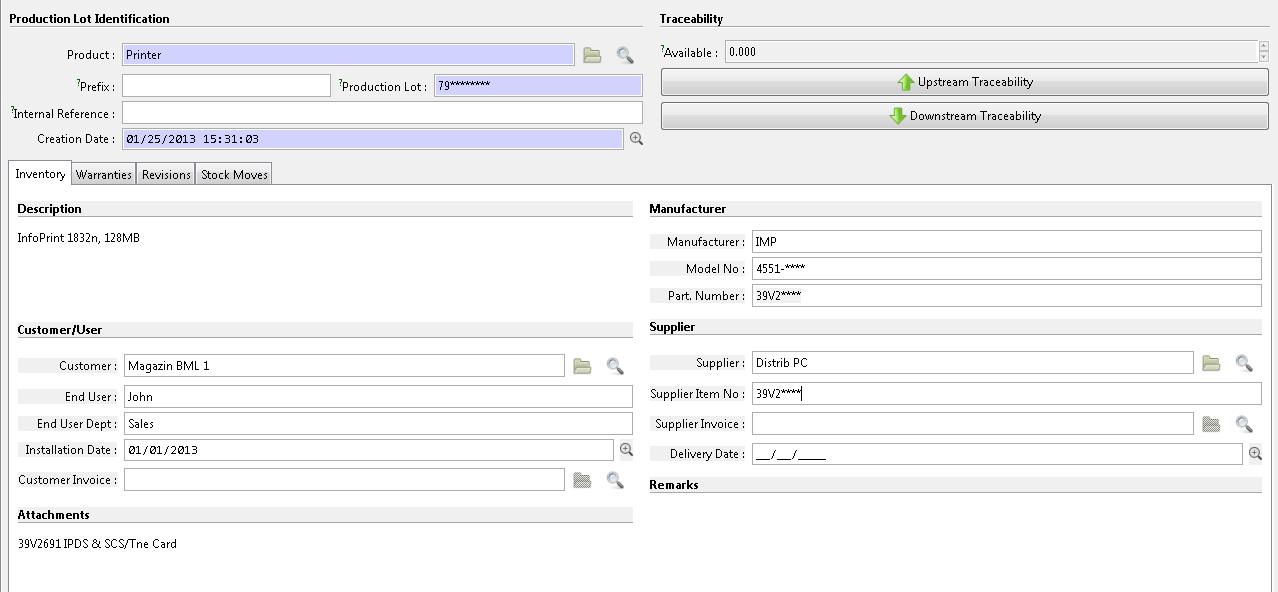 Production Lot Identification
Product : Printer
?Prefix : ?Production Lot : 79********
?Internal Reference :
Creation Date : 01/25/2013 15:31:03
Traceability
?Available : 0.000
Upstream Traceability
Downstream Traceability
Inventory Warranties Revisions Stock Moves
Description
InfoPrint 1832n, 128MB
Customer/User
Customer : Magazin BML 1
End User : John
End User Dept : Sales
Installation Date : 01/01/2013
Customer Invoice :
Attachments
39V2691 IPDS & SCS/Tne Card
Manufacturer
Manufacturer : IMP
Model No : 4551-****
Part. Number : 39V2****
Supplier
Supplier : Distrib PC
Supplier Item No : 39V2****
Supplier Invoice :
Delivery Date : __/__/____
Remarks